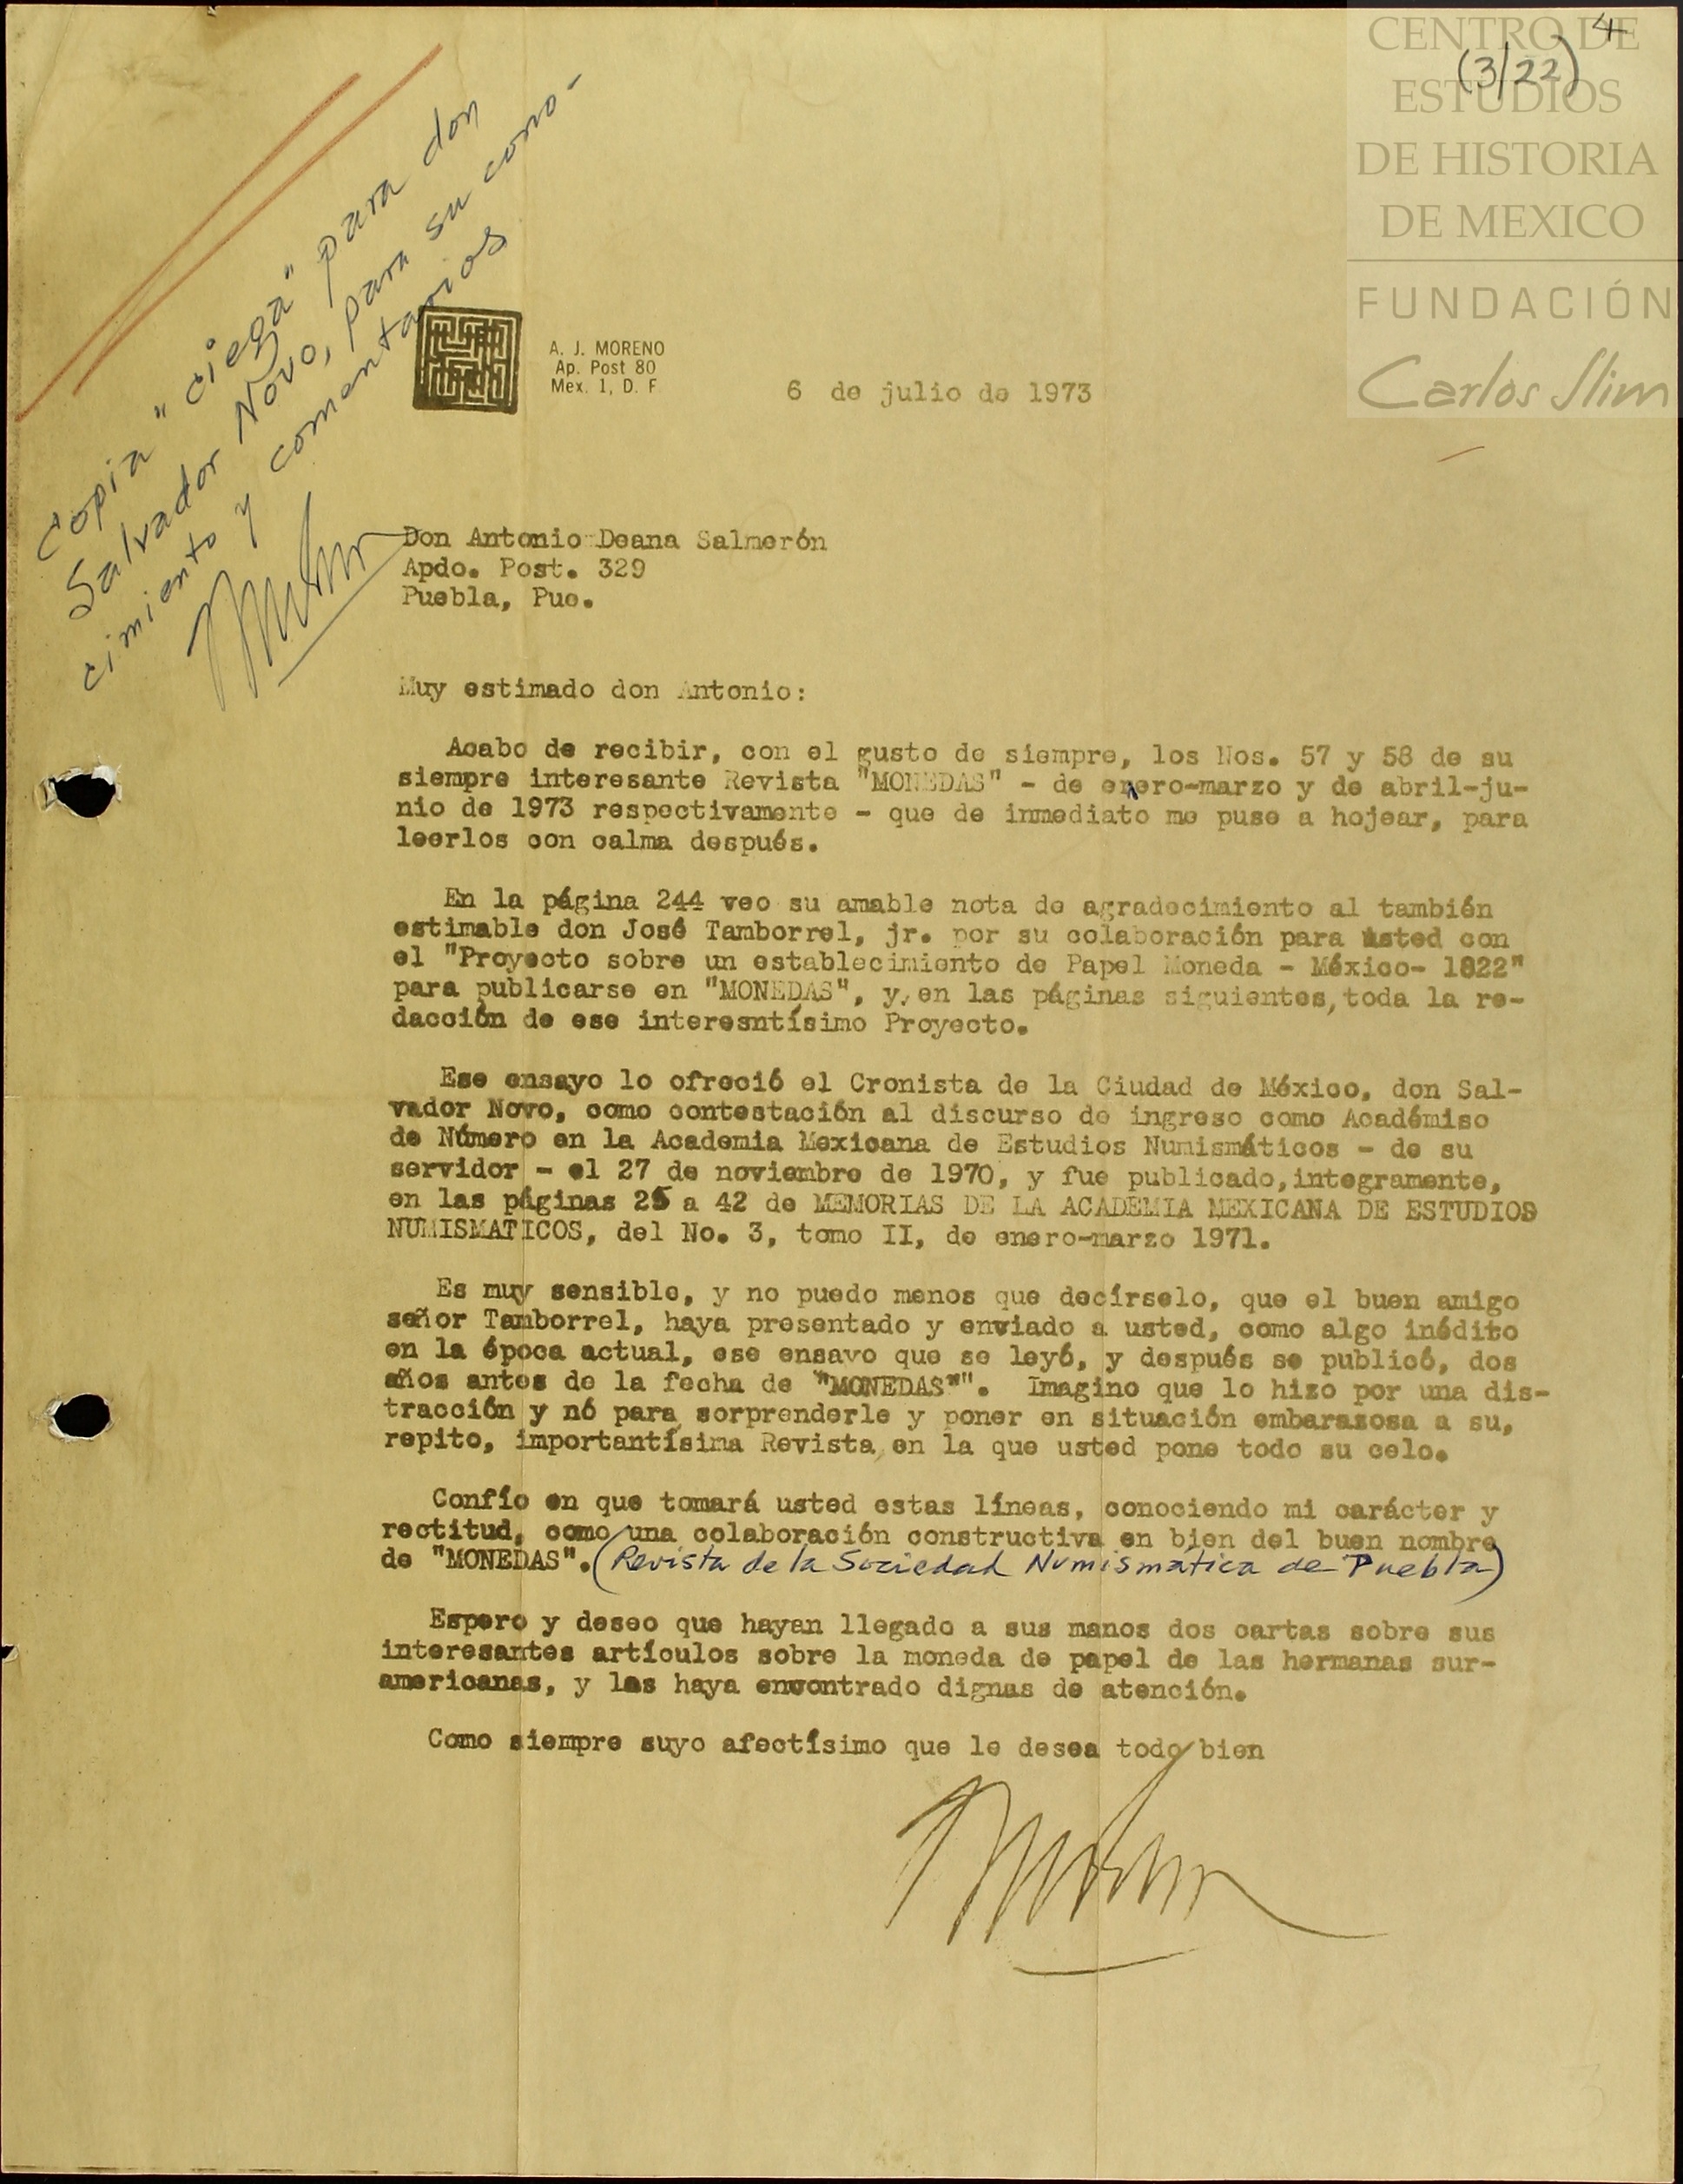 4
(3/22)
CENTRO DE
ESTUDIOS
DE HISTORIA
DE MEXICO
FUNDACIÓN
Carlos Slim
Copia "ciega" para don
Salvador Novo, para su cono-
cimiento y comentarios
A. J. MORENO
Ap. Post 80
Mex. 1, D. F.
6 de julio de 1973
Don Antonio Deana Salmerón
Apdo. Post. 329
Puebla, Pue.
Muy estimado don Antonio:
Acabo de recibir, con el gusto de siempre, los Nos. 57 y 58 de su
siempre interesante Revista "MONEDAS" - de enero-marzo y de abril-ju-
nio de 1973 respectivamente - que de inmediato me puse a hojear, para
leerlos con calma después.
En la página 244 veo su amable nota de agradecimiento al también
estimable don José Tamborrel, jr. por su colaboración para usted con
el "Proyecto sobre un establecimiento de Papel Moneda - México- 1822"
para publicarse en "MONEDAS", y, en las páginas siguientes, toda la re-
dacción de ese interesntísimo Proyecto.
Ese ensayo lo ofreció el Cronista de la Ciudad de México, don Sal-
vador Novo, como contestación al discurso de ingreso como Académiso
de Número en la Academia Mexicana de Estudios Numismáticos - de su
servidor - el 27 de noviembre de 1970, y fue publicado, integramente,
en las páginas 25 a 42 de MEMORIAS DE LA ACADEMIA MEXICANA DE ESTUDIOS
NUMISMATICOS, del No. 3, tomo II, de enero-marzo 1971.
Es muy sensible, y no puedo menos que decírselo, que el buen amigo
señor Tamborrel, haya presentado y enviado a usted, como algo inédito
en la época actual, ese ensayo que se leyó, y después se publicó, dos
años antes de la fecha de "MONEDAS"". Imagino que lo hizo por una dis-
tracción y nó para sorprenderle y poner en situación embarazosa a su,
repito, importantísima Revista, en la que usted pone todo su celo.
Confío en que tomará usted estas líneas, conociendo mi carácter y
rectitud, como una colaboración constructiva en bien del buen nombre
de "MONEDAS". (Revista de la Sociedad Numismatica de Puebla)
Espero y deseo que hayan llegado a sus manos dos cartas sobre sus
interesantes artículos sobre la moneda de papel de las hermanas sur-
americanas, y las haya encontrado dignas de atención.
Como siempre suyo afectísimo que le desea todo bien